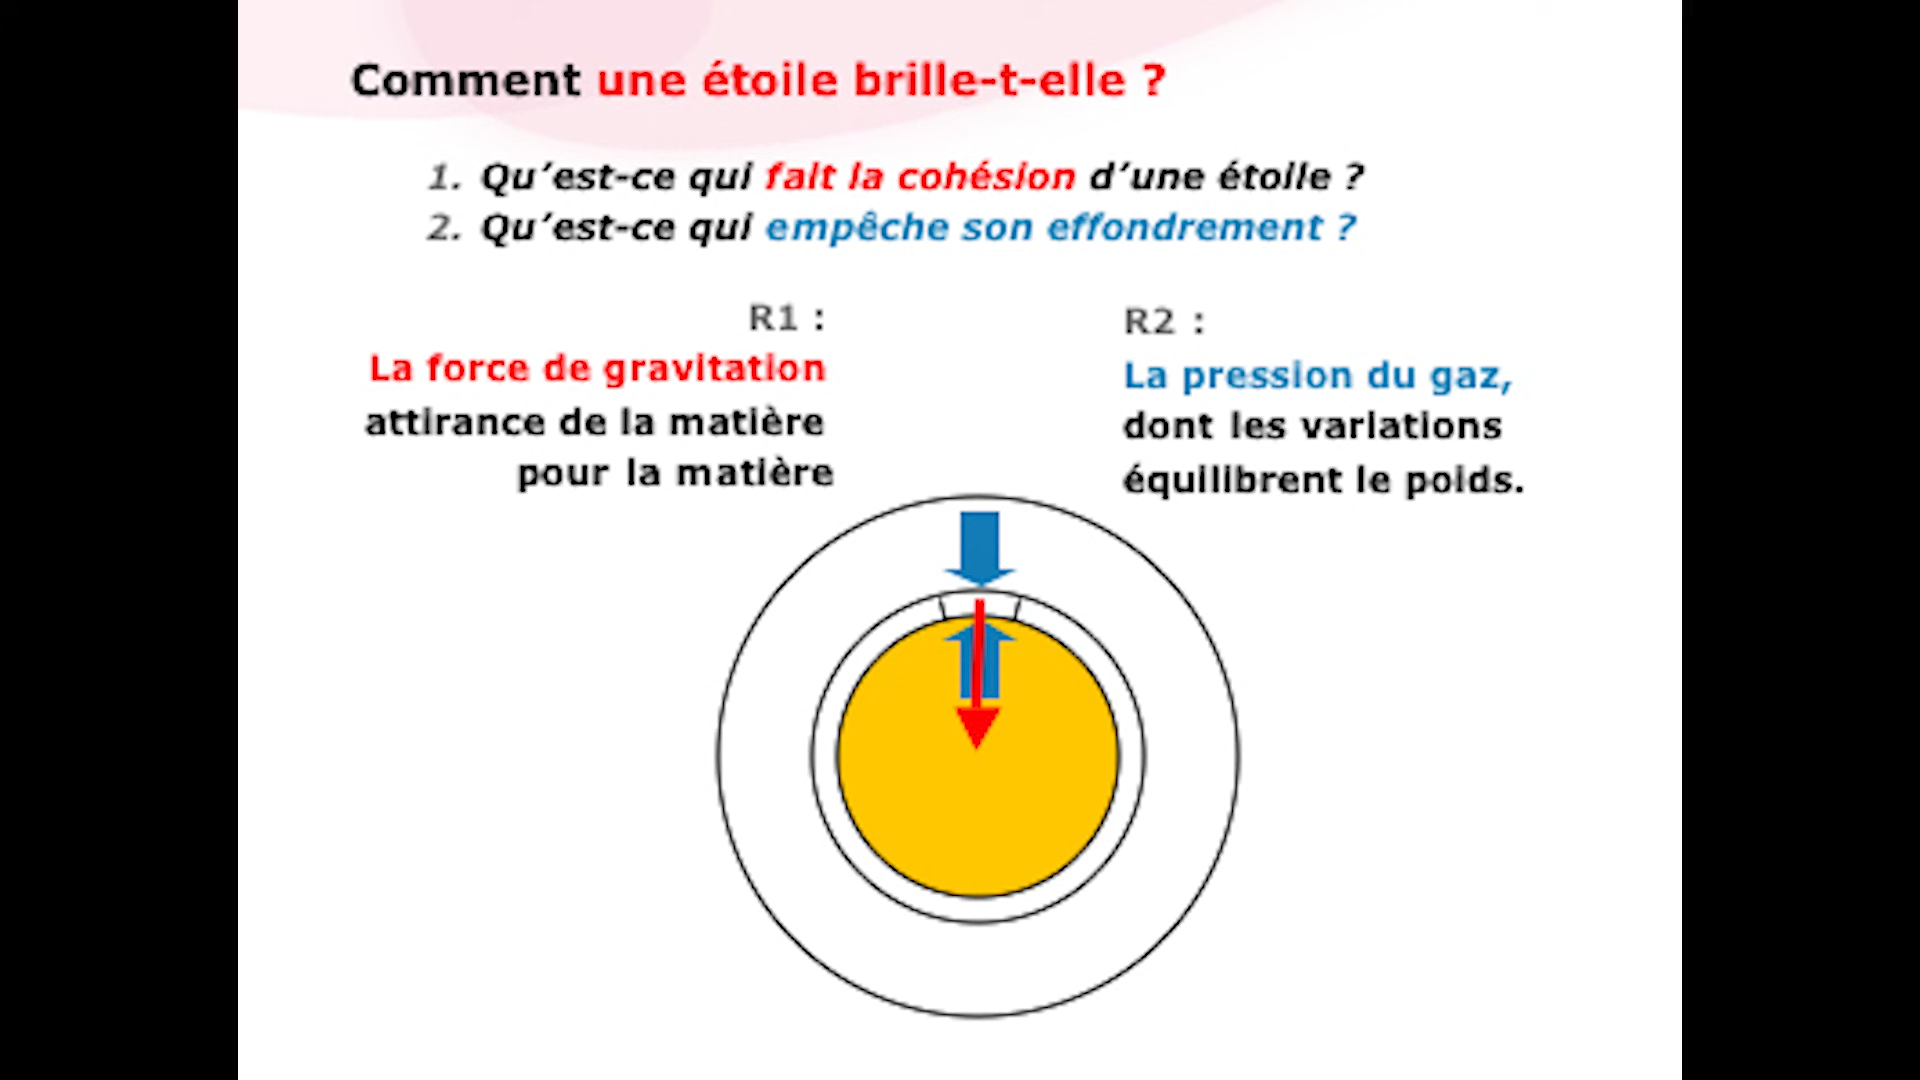 Comment une étoile brille-t-elle ?
1. Qu’est-ce qui fait la cohésion d’une étoile ?
2. Qu’est-ce qui empêche son effondrement ?
R1 :
La force de gravitation
attirance de la matière
pour la matière
R2 :
La pression du gaz,
dont les variations
équilibrent le poids.